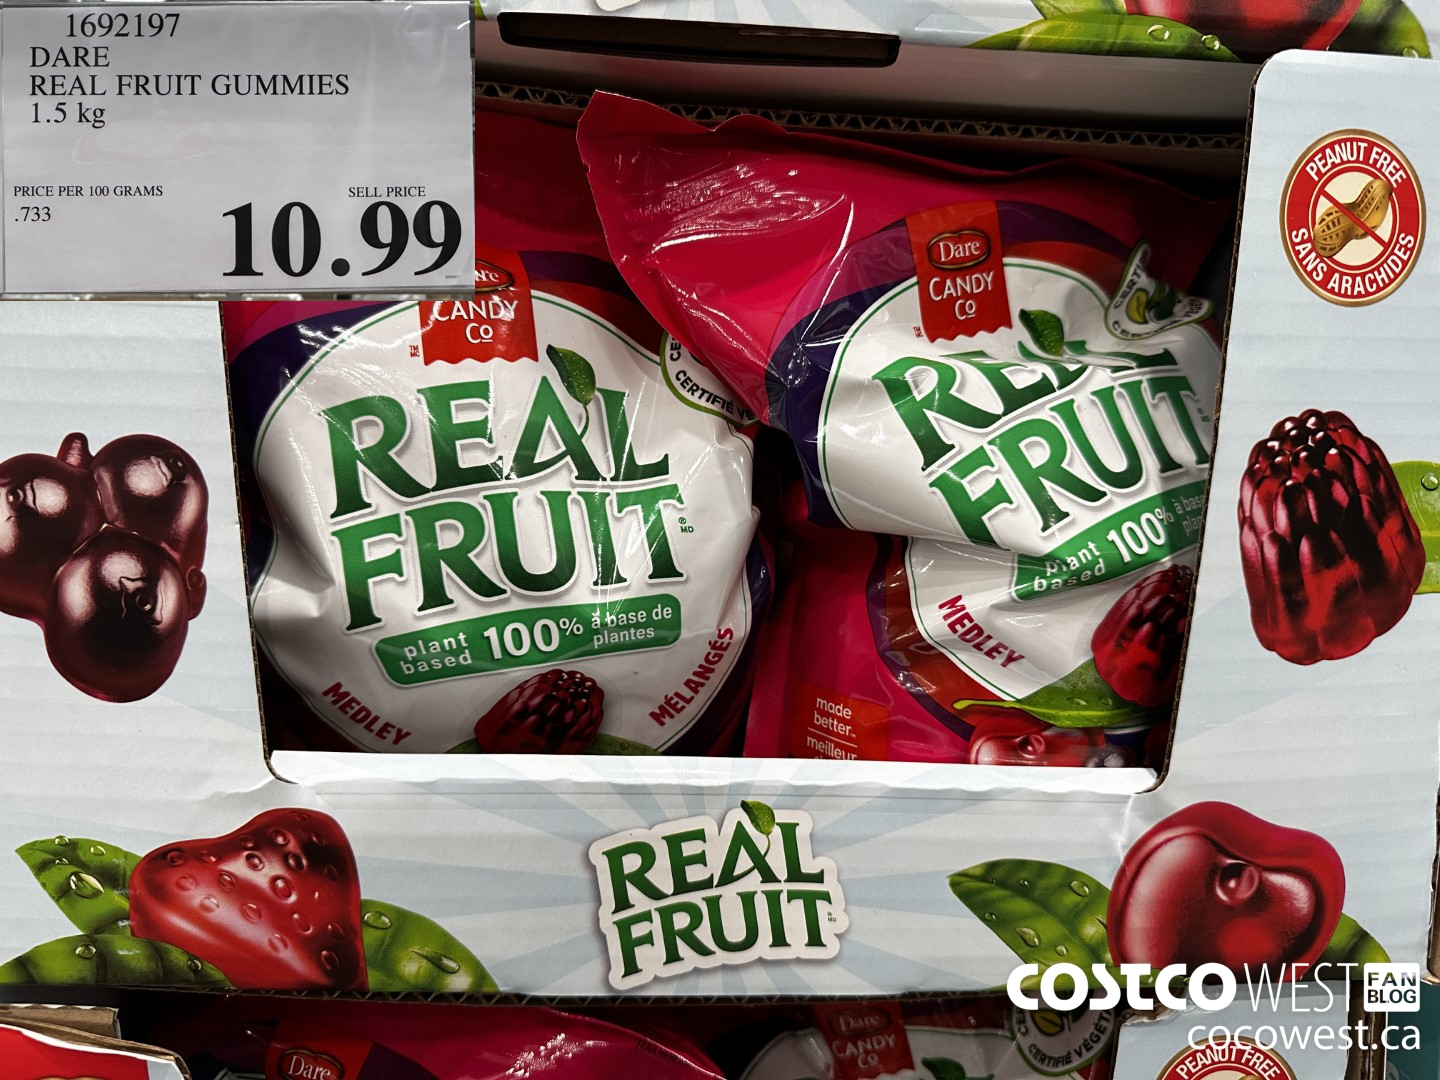 1692197
DARE
REAL FRUIT GUMMIES
1.5 kg
PRICE PER 100 GRAMS
.733
SELL PRICE
10.99
PEANUT FREE
SANS ARACHIDES
CANDY
Co
REAL
FRUIT
plant based 100% à base de plantes
MEDLEY
MÉLANGÉS
CERTIFIÉ
Dare
CANDY
Co
REAL
FRUIT
plant based 100% à base
MEDLEY
made
better
meilleur
REAL
FRUIT
COSTCO WEST FAN BLOG
cocowest.ca
Dare
Dare
CANDY
Co
CERTIFIÉ
PEANUT FREE